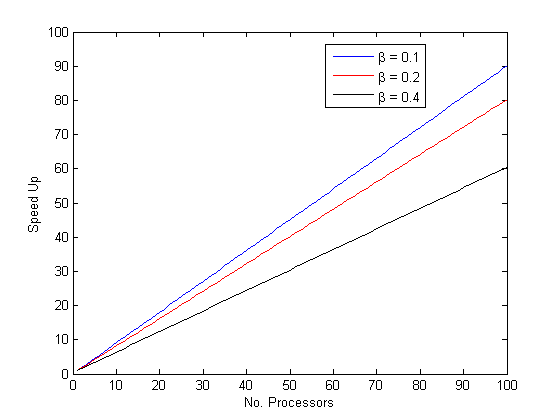 100
90
80
70
60
50
40
30
20
10
0
Speed Up
β = 0.1
β = 0.2
β = 0.4
0 10 20 30 40 50 60 70 80 90 100
No. Processors